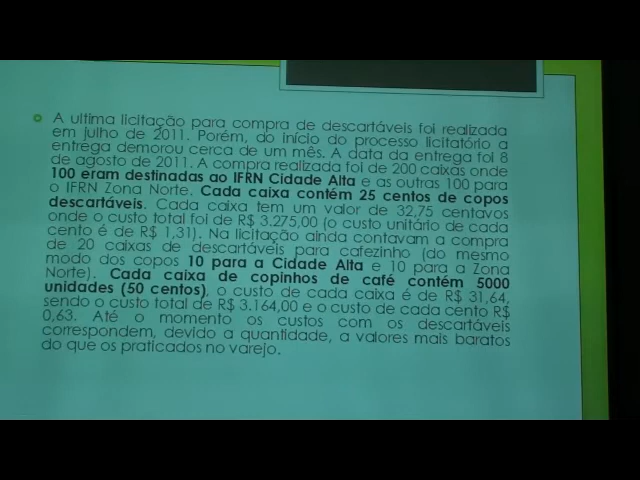 A ultima licitação para compra de descartáveis foi realizada
em julho de 2011. Porém, do início do processo licitatório a
entrega demorou cerca de um mês. A data da entrega foi 8
de agosto de 2011. A compra realizada foi de 200 caixas onde
100 eram destinadas ao IFRN Cidade Alta e as outras 100 para
o IFRN Zona Norte. Cada caixa contém 25 centos de copos
descartáveis. Cada caixa tem um valor de 32,75 centavos
onde o custo total foi de R$ 3.275,00 (o custo unitário de cada
cento é de R$ 1,31). Na licitação ainda contavam a compra
de 20 caixas de descartáveis para cafezinho (do mesmo
modo dos copos 10 para a Cidade Alta e 10 para a Zona
Norte). Cada caixa de copinhos de café contém 5000
unidades (50 centos), o custo de cada caixa é de R$ 31,64,
sendo o custo total de R$ 3.164,00 e o custo de cada cento R$
0,63. Até o momento os custos com os descartáveis
correspondem, devido a quantidade, a valores mais baratos
do que os praticados no varejo.